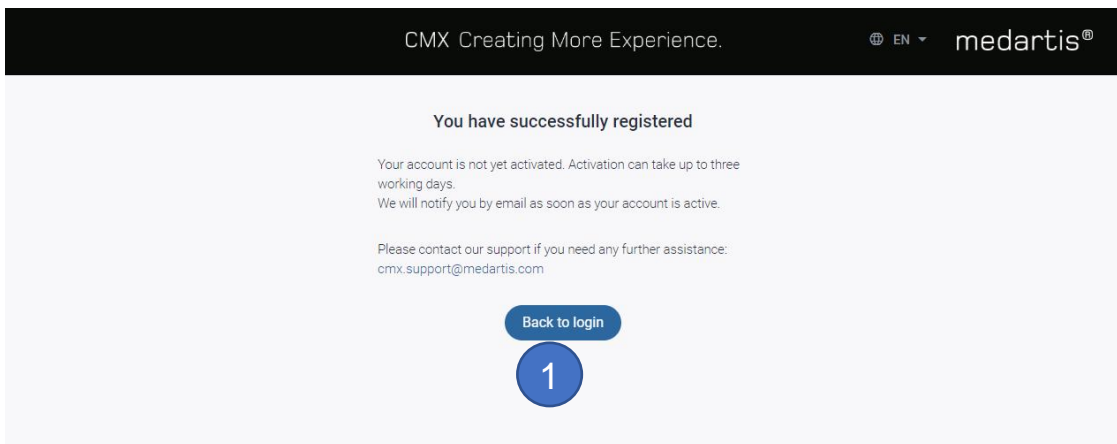 CMX Creating More Experience.
EN
medartis®
You have successfully registered
Your account is not yet activated. Activation can take up to three
working days.
We will notify you by email as soon as your account is active.
Please contact our support if you need any further assistance:
cmx.support@medartis.com
Back to login
1